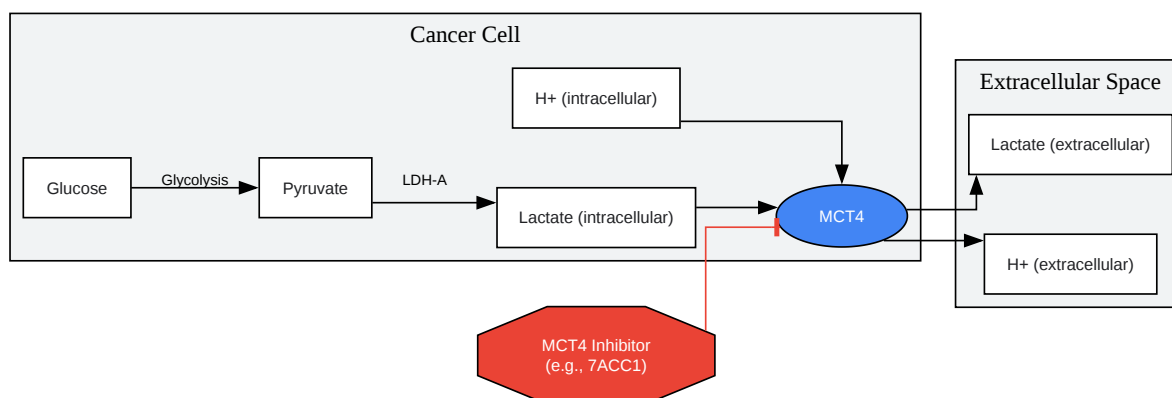 Cancer Cell
H+ (intracellular)
Extracellular Space
Lactate (extracellular)
Glucose
Glycolysis
Pyruvate
LDH-A
Lactate (intracellular)
MCT4
H+ (extracellular)
MCT4 Inhibitor
(e.g., 7ACC1)